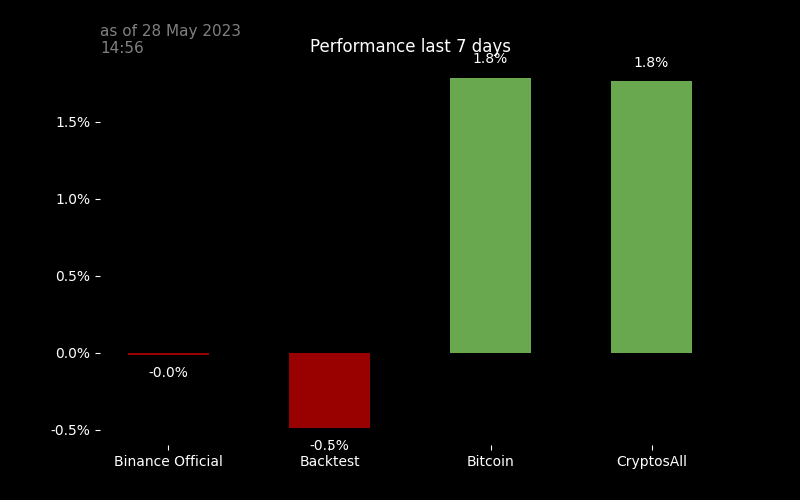 as of 28 May 2023
14:56
Performance last 7 days
1.8%
1.8%
1.5%
1.0%
0.5%
0.0%
-0.0%
-0.5%
-0.5%
Binance Official
Backtest
Bitcoin
CryptosAll